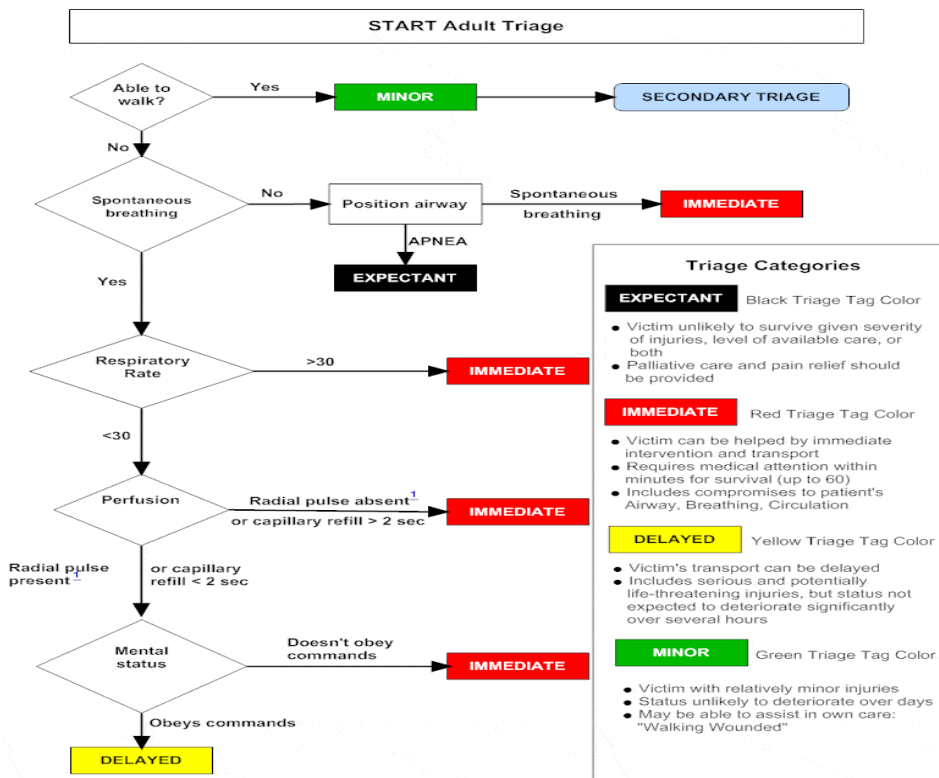 START Adult Triage
Able to
walk?
Yes
MINOR
SECONDARY TRIAGE
No
Spontaneous
breathing
No
Position airway
Spontaneous
breathing
IMMEDIATE
APNEA
EXPECTANT
Yes
Respiratory
Rate
>30
IMMEDIATE
<30
Perfusion
Radial pulse absent1
or capillary refill > 2 sec
IMMEDIATE
Radial pulse
present1
or capillary
refill < 2 sec
Mental
status
Doesn't obey
commands
IMMEDIATE
Obeys commands
DELAYED
Triage Categories
EXPECTANT Black Triage Tag Color
• Victim unlikely to survive given severity
of injuries, level of available care, or
both
• Palliative care and pain relief should
be provided
IMMEDIATE Red Triage Tag Color
• Victim can be helped by immediate
intervention and transport
• Requires medical attention within
minutes for survival (up to 60)
• Includes compromises to patient's
Airway, Breathing, Circulation
DELAYED Yellow Triage Tag Color
• Victim's transport can be delayed
• Includes serious and potentially
life-threatening injuries, but status not
expected to deteriorate significantly
over several hours
MINOR Green Triage Tag Color
• Victim with relatively minor injuries
• Status unlikely to deteriorate over days
• May be able to assist in own care:
"Walking Wounded"